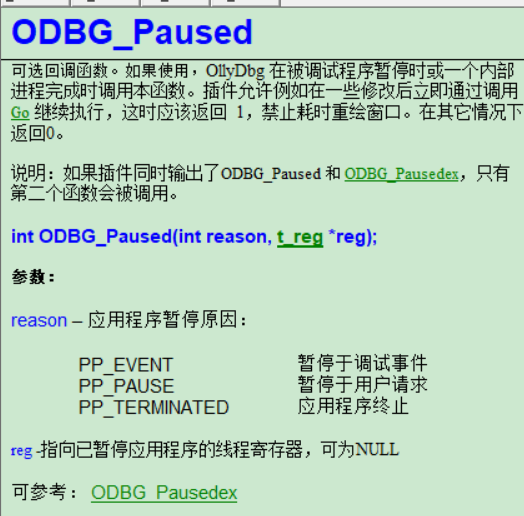 ODBG_Paused
可选回调函数。如果使用，OllyDbg 在被调试程序暂停时或一个内部
进程完成时调用本函数。插件允许例如在一些修改后立即通过调用
Go 继续执行，这时应该返回 1，禁止耗时重绘窗口。在其它情况下
返回0。
说明：如果插件同时输出了ODBG_Paused 和 ODBG_Pausedex，只有
第二个函数会被调用。
int ODBG_Paused(int reason, t_reg *reg);
参数：
reason – 应用程序暂停原因：
PP_EVENT 暂停于调试事件
PP_PAUSE 暂停于用户请求
PP_TERMINATED 应用程序终止
reg -指向已暂停应用程序的线程寄存器，可为NULL
可参考： ODBG_Pausedex